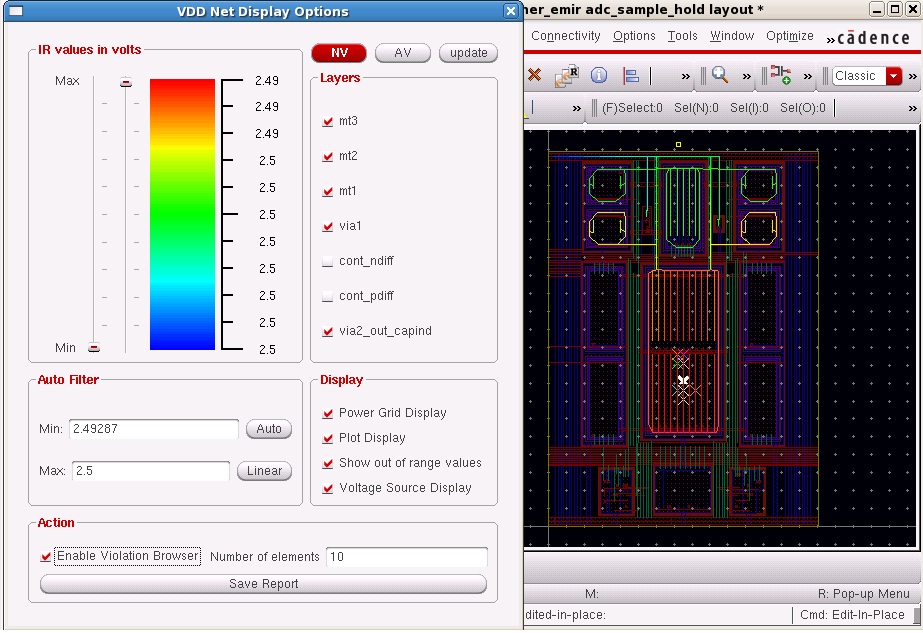 VDD Net Display Options
IR values in volts
Max
Min
2.49
2.49
2.49
2.5
2.5
2.5
2.5
2.5
2.5
2.5
2.5
NV
AV
update
Layers
mt3
mt2
mt1
via1
cont_ndiff
cont_pdiff
via2_out_capind
Auto Filter
Min: 2.49287 Auto
Max: 2.5 Linear
Display
Power Grid Display
Plot Display
Show out of range values
Voltage Source Display
Action
Enable Violation Browser Number of elements 10
Save Report
her_emir adc_sample_hold layout *
Connectivity Options Tools Window Optimize » cādence
» » » Classic »
» (F)Select:0 Sel(N):0 Sel(I):0 Sel(O):0 »
M: R: Pop-up Menu
dited-in-place: Cmd: Edit-In-Place